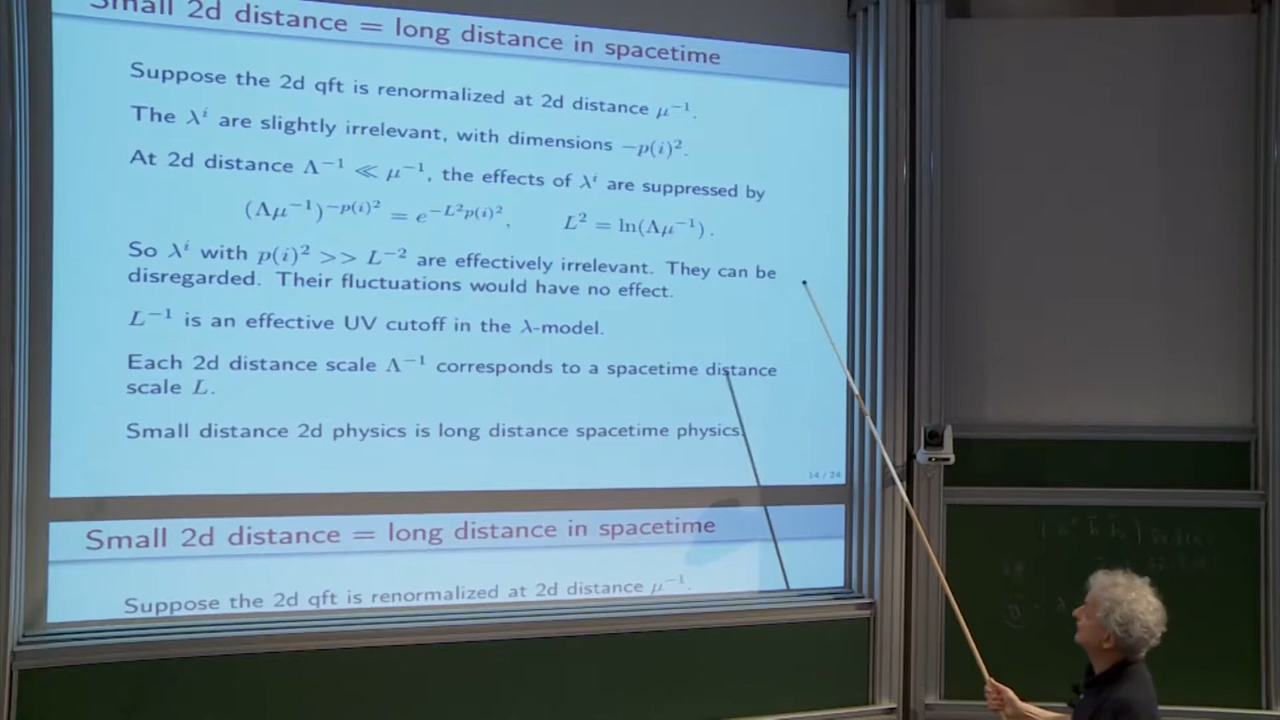 Small 2d distance = long distance in spacetime
Suppose the 2d qft is renormalized at 2d distance μ⁻¹.
The λⁱ are slightly irrelevant, with dimensions −p(i)².
At 2d distance Λ⁻¹ ≪ μ⁻¹, the effects of λⁱ are suppressed by
(Λμ⁻¹)^{−p(i)²} = e^{−L²p(i)²}, L² = ln(Λμ⁻¹).
So λⁱ with p(i)² >> L⁻² are effectively irrelevant. They can be
disregarded. Their fluctuations would have no effect.
L⁻¹ is an effective UV cutoff in the λ-model.
Each 2d distance scale Λ⁻¹ corresponds to a spacetime distance
scale L.
Small distance 2d physics is long distance spacetime physics.
14 / 24
Small 2d distance = long distance in spacetime
Suppose the 2d qft is renormalized at 2d distance μ⁻¹.